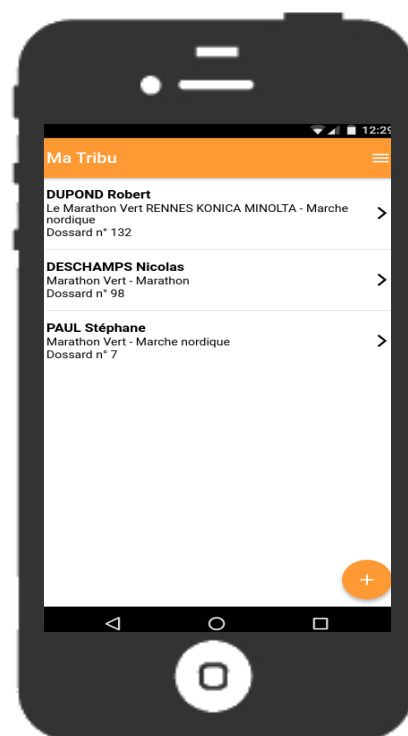 12:29
Ma Tribu
DUPOND Robert
Le Marathon Vert RENNES KONICA MINOLTA - Marche
nordique
Dossard n° 132
DESCHAMPS Nicolas
Marathon Vert - Marathon
Dossard n° 98
PAUL Stéphane
Marathon Vert - Marche nordique
Dossard n° 7
+